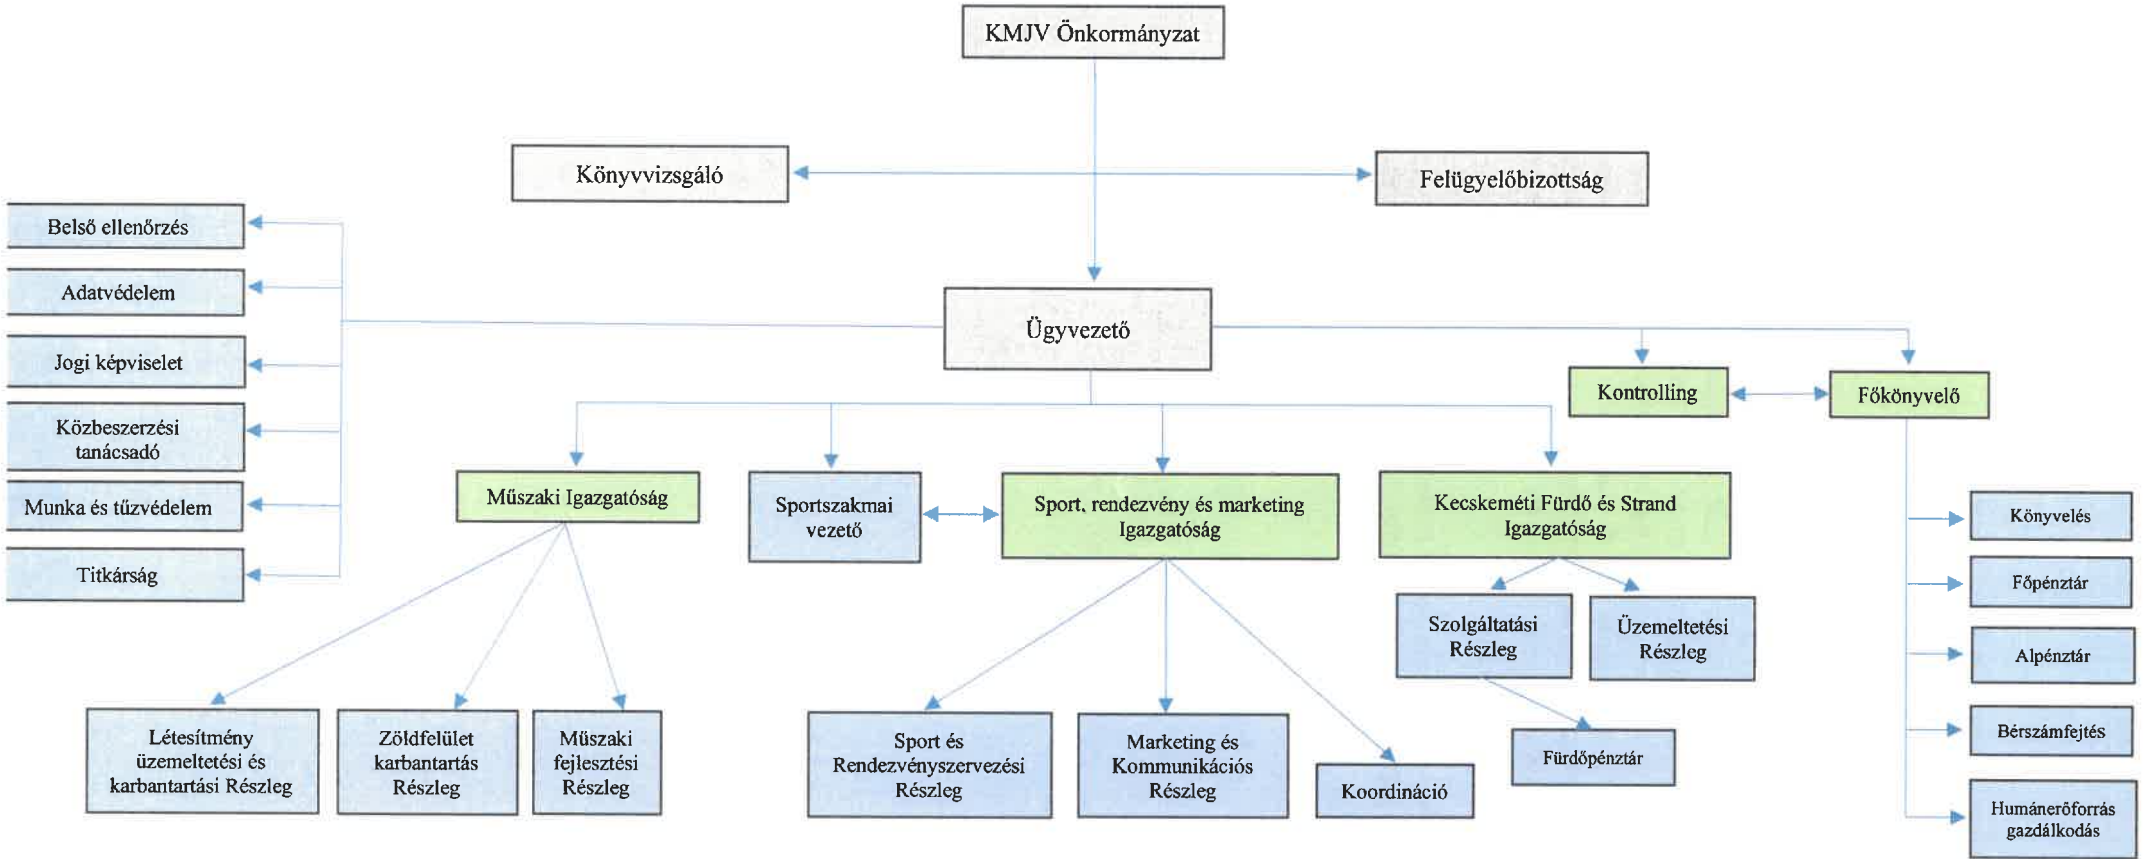 KMJV Önkormányzat
Könyvvizsgáló
Felügyelőbizottság
Belső ellenőrzés
Adatvédelem
Jogi képviselet
Közbeszerzési
tanácsadó
Munka és tűzvédelem
Titkárság
Ügyvezető
Kontrolling
Főkönyvelő
Műszaki Igazgatóság
Sportszakmai
vezető
Sport, rendezvény és marketing
Igazgatóság
Kecskeméti Fürdő és Strand
Igazgatóság
Könyvelés
Főpénztár
Alpénztár
Bérszámfejtés
Humánerőforrás
gazdálkodás
Szolgáltatási
Részleg
Üzemeltetési
Részleg
Fürdőpénztár
Létesítmény
üzemeltetési és
karbantartási Részleg
Zöldfelület
karbantartás
Részleg
Műszaki
fejlesztési
Részleg
Sport és
Rendezvényszervezési
Részleg
Marketing és
Kommunikációs
Részleg
Koordináció